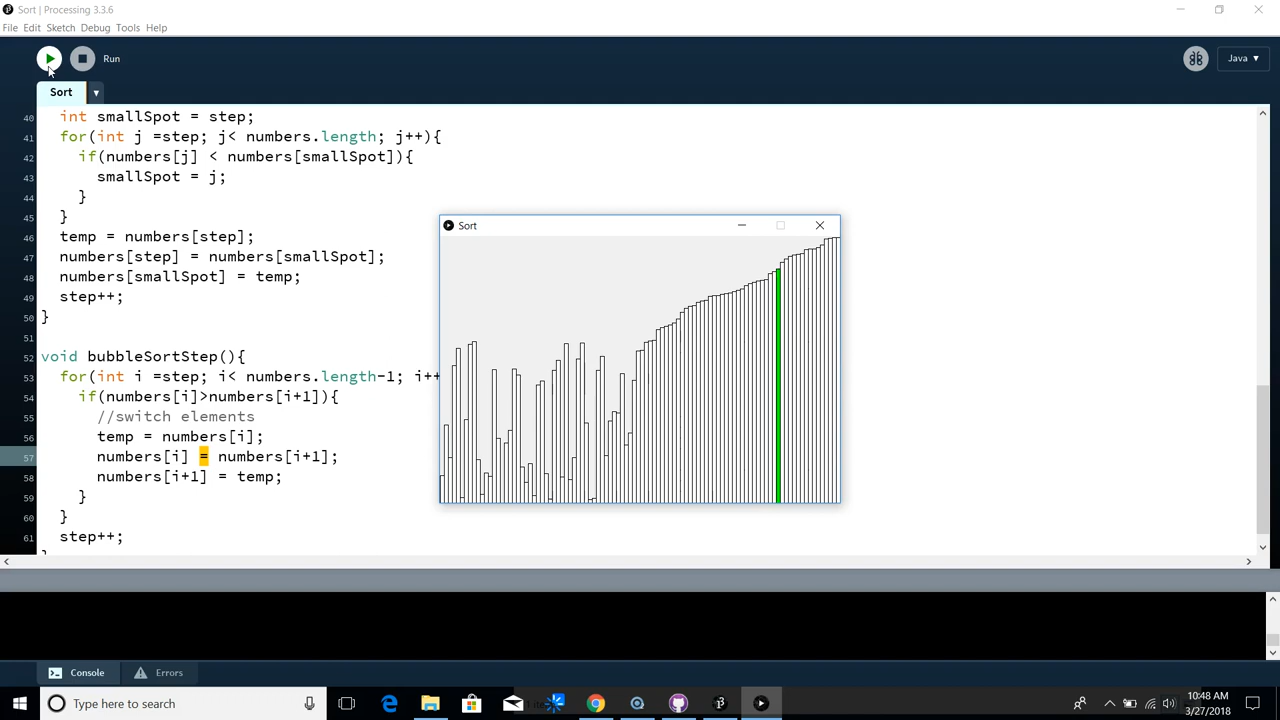 Sort | Processing 3.3.6
File Edit Sketch Debug Tools Help
Run
Java ▼
Sort ▼
40 int smallSpot = step;
41 for(int j =step; j< numbers.length; j++){
42 if(numbers[j] < numbers[smallSpot]){
43 smallSpot = j;
44 }
45 }
46 temp = numbers[step];
47 numbers[step] = numbers[smallSpot];
48 numbers[smallSpot] = temp;
49 step++;
50 }
51
52 void bubbleSortStep(){
53 for(int i =step; i< numbers.length-1; i++
54 if(numbers[i]>numbers[i+1]){
55 //switch elements
56 temp = numbers[i];
57 numbers[i] = numbers[i+1];
58 numbers[i+1] = temp;
59 }
60 }
61 step++;
Sort
Console Errors
Type here to search
10:48 AM
3/27/2018